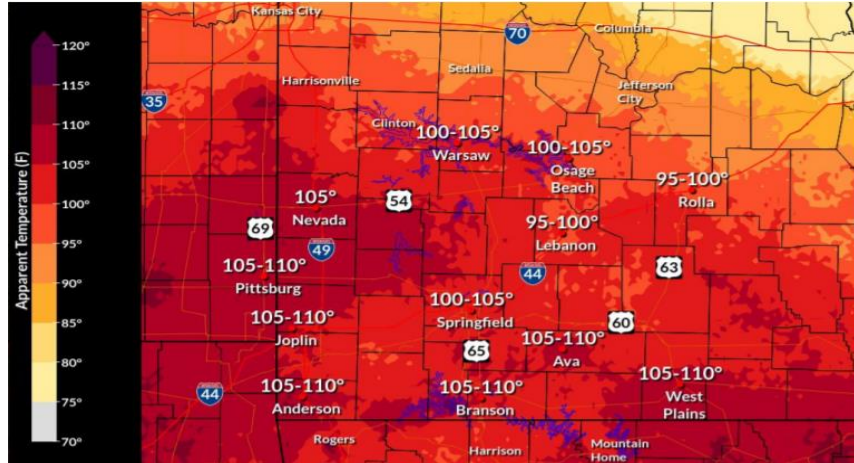 Apparent Temperature (F)
120°
115°
110°
105°
100°
95°
90°
85°
80°
75°
70°
Kansas City
70
Columbia
Harrisonville
Sedalia
Jefferson
City
35
Clinton
100-105°
Warsaw
100-105°
Osage
Beach
95-100°
Rolla
105°
Nevada
54
69
49
95-100°
Lebanon
105-110°
Pittsburg
44
63
100-105°
Springfield
105-110°
Joplin
60
65
105-110°
Ava
44
105-110°
Anderson
105-110°
Branson
105-110°
West
Plains
Rogers
Harrison
Mountain
Home